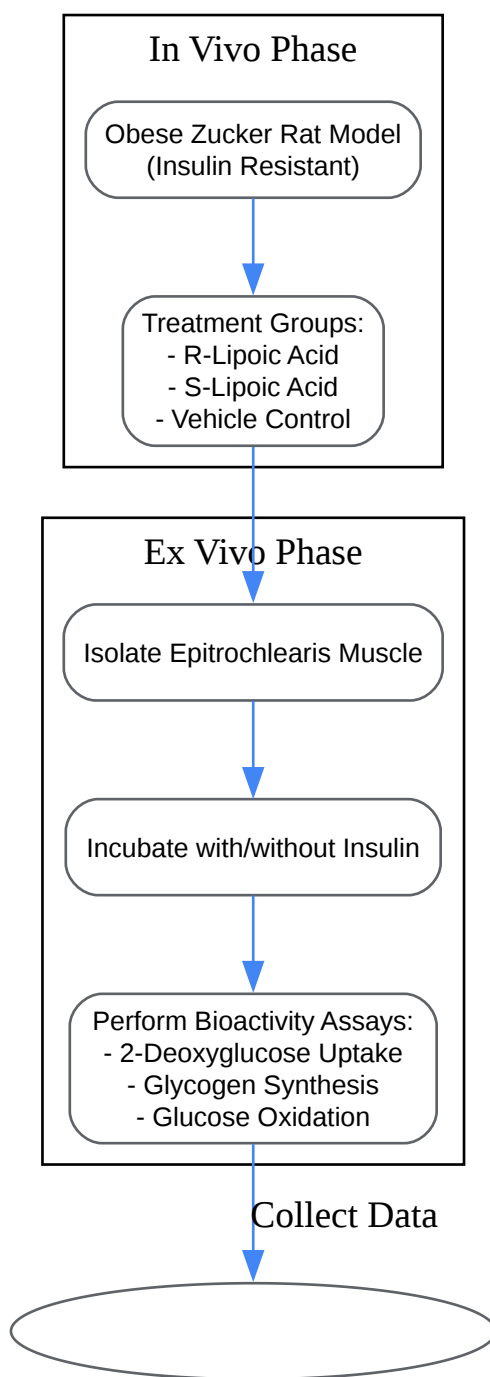 In Vivo Phase
Obese Zucker Rat Model
(Insulin Resistant)
Treatment Groups:
- R-Lipoic Acid
- S-Lipoic Acid
- Vehicle Control
Ex Vivo Phase
Isolate Epitrochlearis Muscle
Incubate with/without Insulin
Perform Bioactivity Assays:
- 2-Deoxyglucose Uptake
- Glycogen Synthesis
- Glucose Oxidation
Collect Data